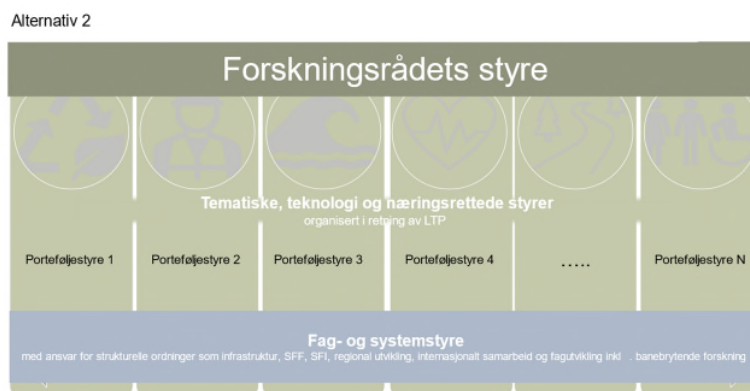 Alternativ 2
Forskningsrådets styre
Tematiske, teknologi og næringsrettede styrer
organisert i retning av LTP
Porteføljestyre 1 Porteføljestyre 2 Porteføljestyre 3 Porteføljestyre 4 ..... Porteføljestyre N
Fag- og systemstyre
med ansvar for strukturelle ordninger som infrastruktur, SFF, SFI, regional utvikling, internasjonalt samarbeid og fagutvikling inkl . banebrytende forskning